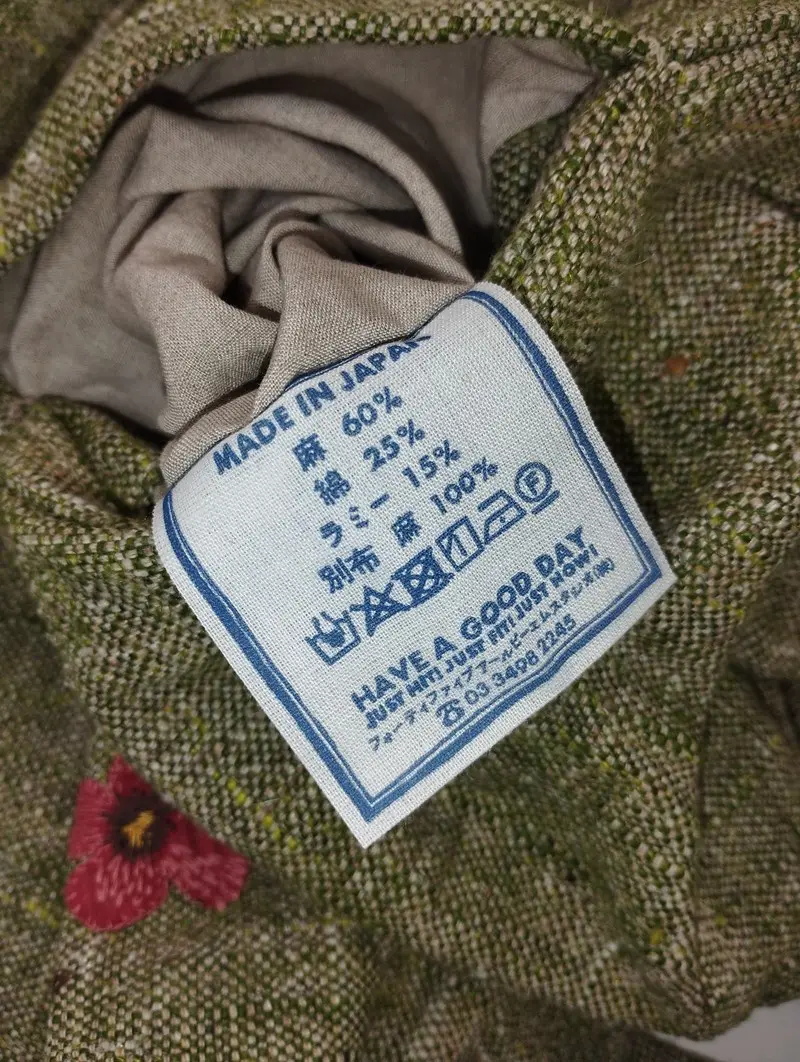 MADE IN JAPAN
麻 60%
綿 25%
ラミー 15%
別布 麻 100%
F
HAVE A GOOD DAY
JUST HIT! JUST FIT! JUST NOW!
フォーティファイブアールピーエムスタジオ(株)
☎ 03 3498 2245